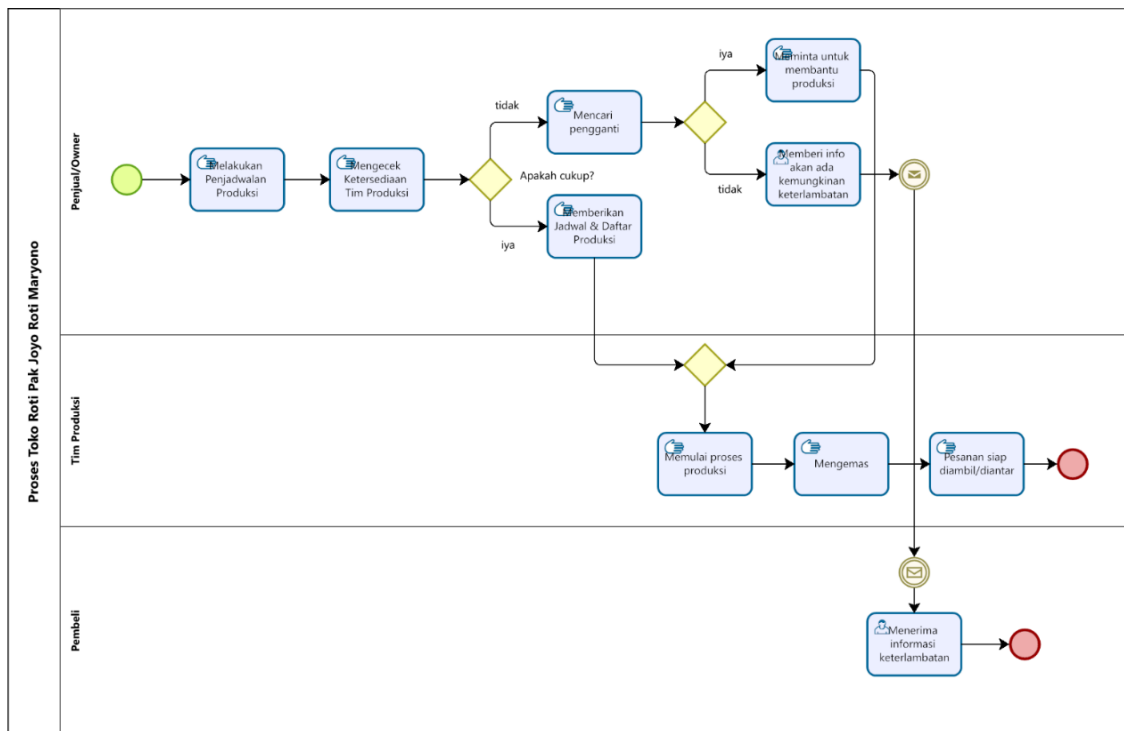 Proses Toko Roti Pak Joyo Roti Maryono
Penjual/Owner
Melakukan
Penjadwalan
Produksi
Mengecek
Ketersediaan
Tim Produksi
Apakah cukup?
tidak
iya
Mencari
pengganti
Memberikan
Jadwal & Daftar
Produksi
iya
tidak
Meminta untuk
membantu
produksi
Memberi info
akan ada
kemungkinan
keterlambatan
Tim Produksi
Memulai proses
produksi
Mengemas
Pesanan siap
diambil/diantar
Pembeli
Menerima
informasi
keterlambatan